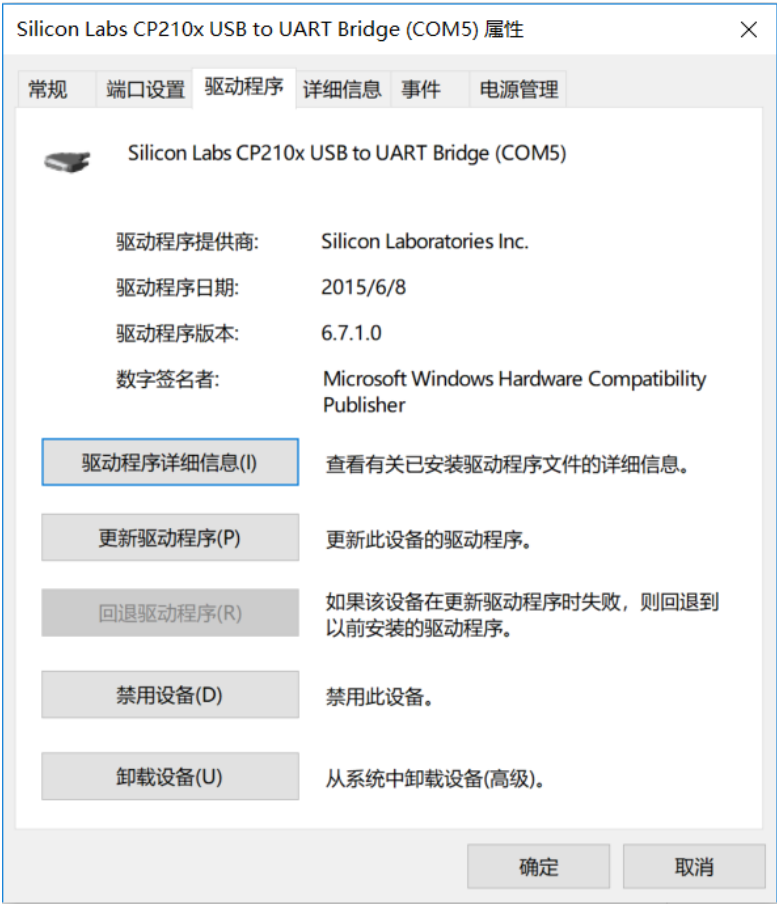 Silicon Labs CP210x USB to UART Bridge (COM5) 属性
常规 端口设置 驱动程序 详细信息 事件 电源管理
Silicon Labs CP210x USB to UART Bridge (COM5)
驱动程序提供商: Silicon Laboratories Inc.
驱动程序日期: 2015/6/8
驱动程序版本: 6.7.1.0
数字签名者: Microsoft Windows Hardware Compatibility
Publisher
驱动程序详细信息(I) 查看有关已安装驱动程序文件的详细信息。
更新驱动程序(P) 更新此设备的驱动程序。
回退驱动程序(R) 如果该设备在更新驱动程序时失败，则回退到
以前安装的驱动程序。
禁用设备(D) 禁用此设备。
卸载设备(U) 从系统中卸载设备(高级)。
确定 取消